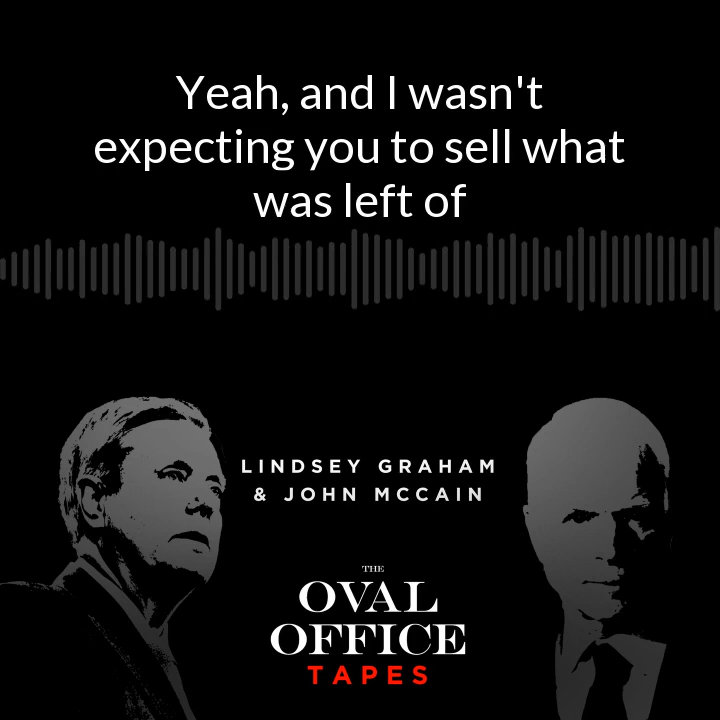 Yeah, and I wasn't
expecting you to sell what
was left of
LINDSEY GRAHAM
& JOHN MCCAIN
THE
OVAL
OFFICE
TAPES